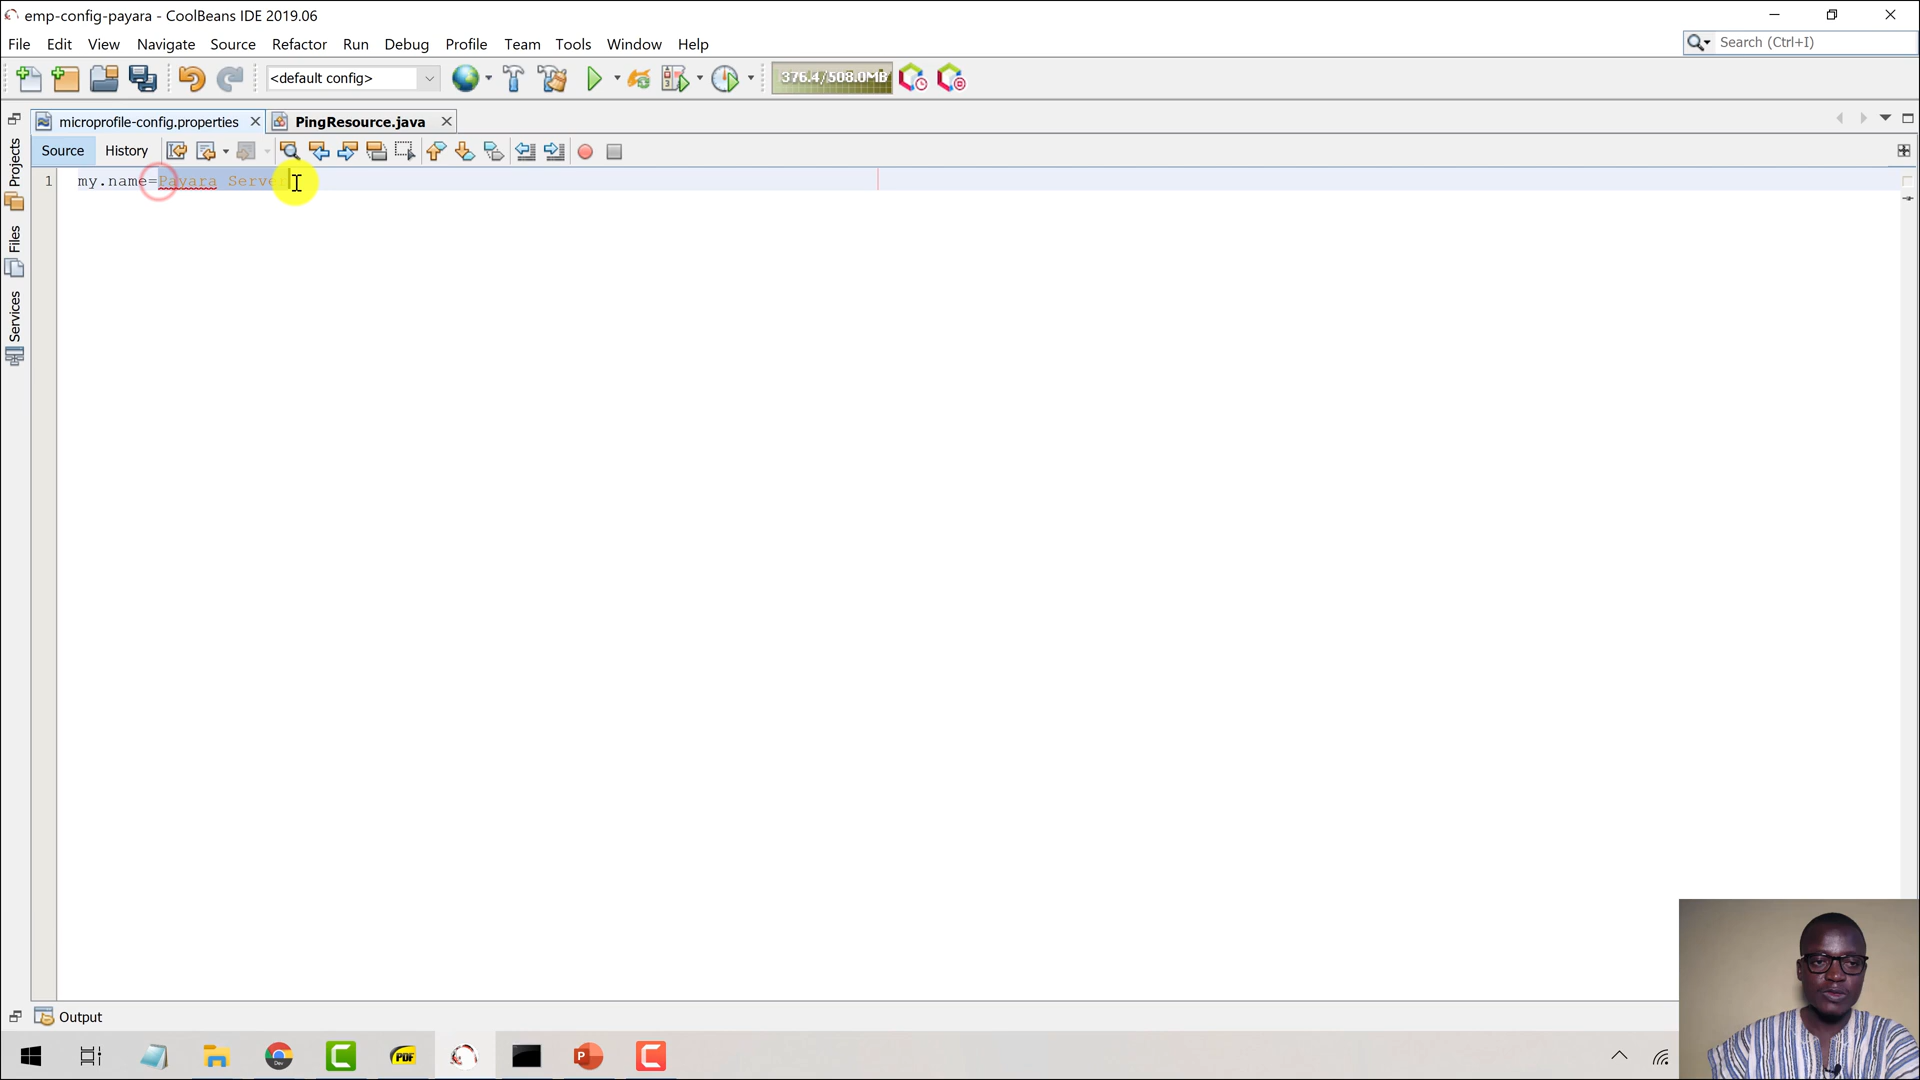 emp-config-payara - CoolBeans IDE 2019.06
File Edit View Navigate Source Refactor Run Debug Profile Team Tools Window Help
Search (Ctrl+I)
<default config>
376.4/508.0MB
microprofile-config.properties
PingResource.java
Source History
Projects
Files
Services
1 my.name=Payara Server
Output
PDF